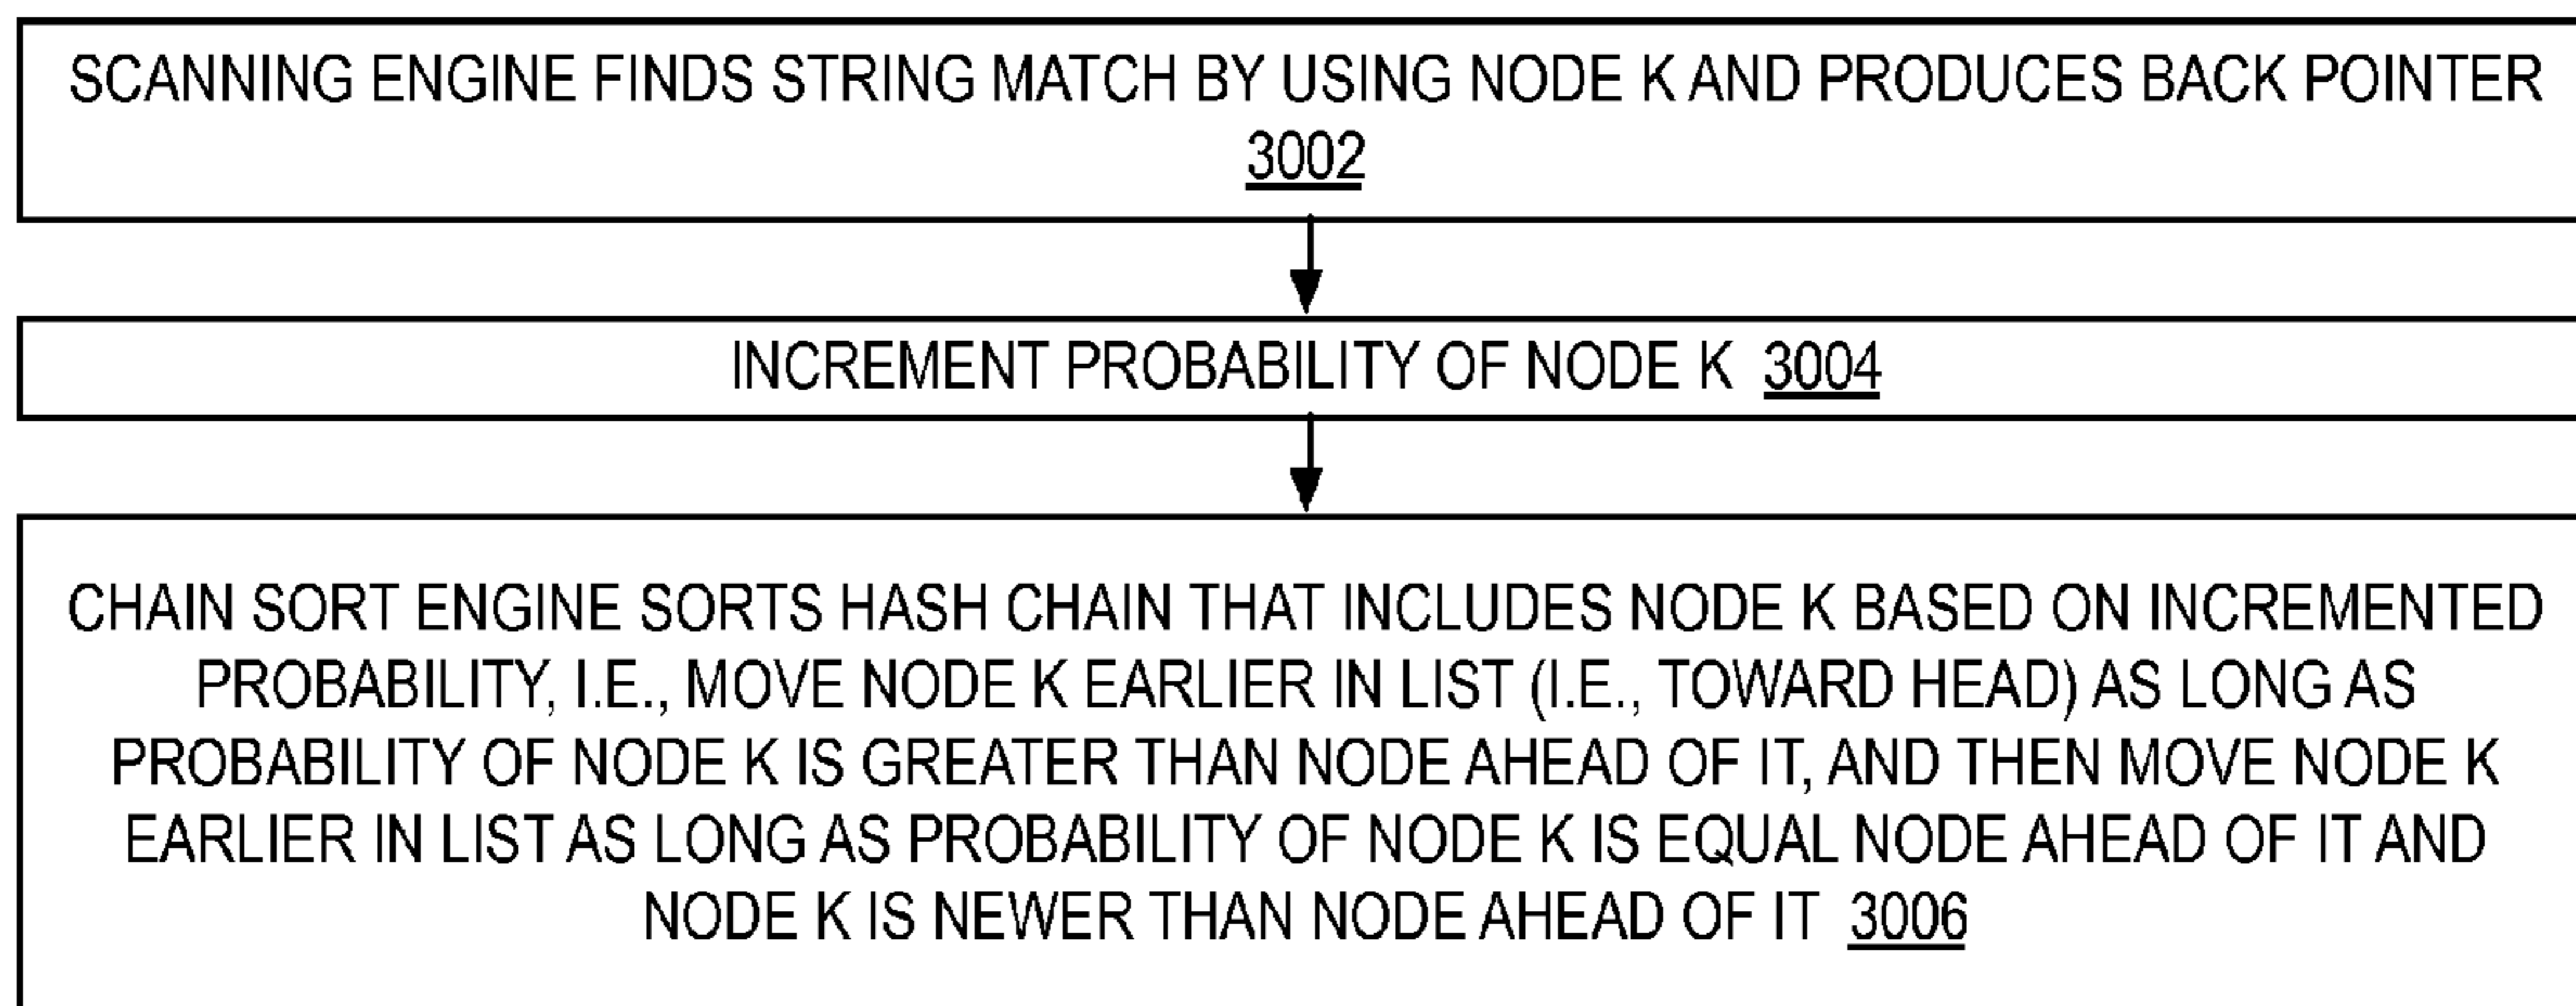 SCANNING ENGINE FINDS STRING MATCH BY USING NODE K AND PRODUCES BACK POINTER
3002
INCREMENT PROBABILITY OF NODE K 3004
CHAIN SORT ENGINE SORTS HASH CHAIN THAT INCLUDES NODE K BASED ON INCREMENTED
PROBABILITY, I.E., MOVE NODE K EARLIER IN LIST (I.E., TOWARD HEAD) AS LONG AS
PROBABILITY OF NODE K IS GREATER THAN NODE AHEAD OF IT, AND THEN MOVE NODE K
EARLIER IN LIST AS LONG AS PROBABILITY OF NODE K IS EQUAL NODE AHEAD OF IT AND
NODE K IS NEWER THAN NODE AHEAD OF IT 3006